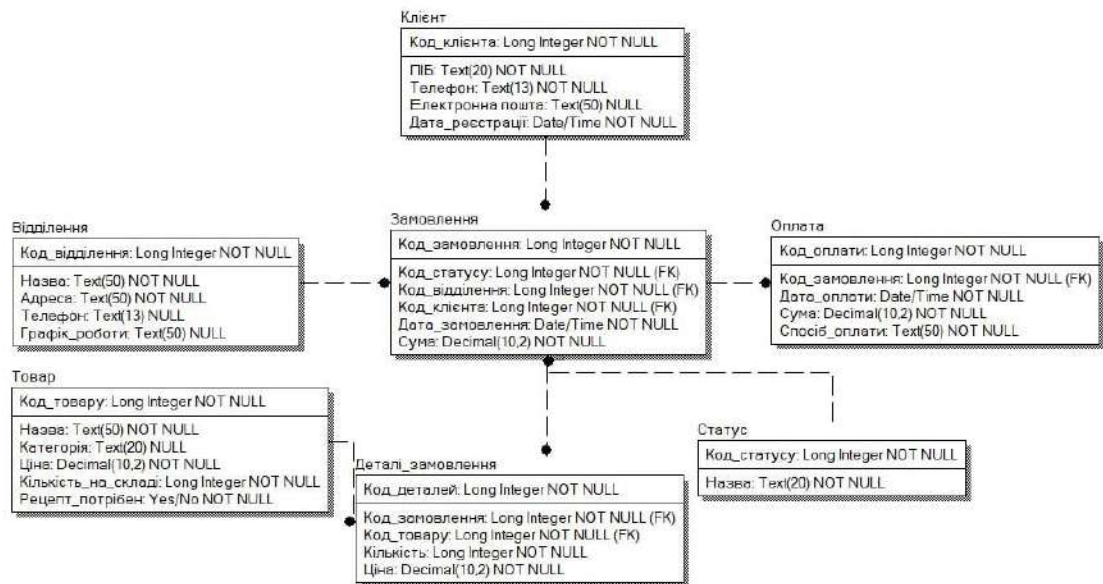 Клієнт
Код_клієнта: Long Integer NOT NULL
ПІБ: Text(20) NOT NULL
Телефон: Text(13) NOT NULL
Електронна пошта: Text(50) NULL
Дата_реєстрації: Date/Time NOT NULL
Відділення
Код_відділення: Long Integer NOT NULL
Назва: Text(50) NOT NULL
Адреса: Text(50) NOT NULL
Телефон: Text(13) NOT NULL
Графік_роботи: Text(50) NULL
Замовлення
Код_замовлення: Long Integer NOT NULL
Код_статусу: Long Integer NOT NULL (FK)
Код_відділення: Long Integer NOT NULL (FK)
Код_клієнта: Long Integer NOT NULL (FK)
Дата_замовлення: Date/Time NOT NULL
Сума: Decimal(10,2) NOT NULL
Оплата
Код_оплати: Long Integer NOT NULL
Код_замовлення: Long Integer NOT NULL (FK)
Дата_оплати: Date/Time NOT NULL
Сума: Decimal(10,2) NOT NULL
Спосіб_оплати: Text(50) NOT NULL
Товар
Код_товару: Long Integer NOT NULL
Назва: Text(50) NOT NULL
Категорія: Text(20) NULL
Ціна: Decimal(10,2) NOT NULL
Кількість_на_складі: Long Integer NOT NULL
Рецепт_потрібен: Yes/No NOT NULL
Деталі_замовлення
Код_деталей: Long Integer NOT NULL
Код_замовлення: Long Integer NOT NULL (FK)
Код_товару: Long Integer NOT NULL (FK)
Кількість: Long Integer NOT NULL
Ціна: Decimal(10,2) NOT NULL
Статус
Код_статусу: Long Integer NOT NULL
Назва: Text(20) NOT NULL